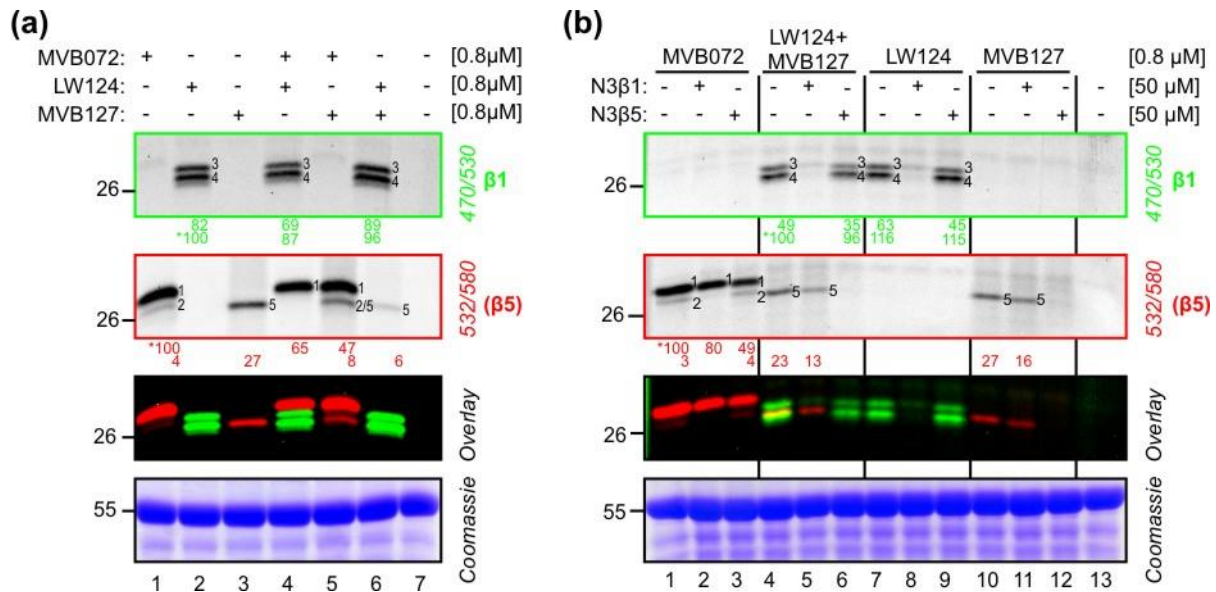 (a)
MVB072: + - - + + - - [0.8µM]
LW124: - + - + - + - [0.8µM]
MVB127: - - + - + + - [0.8µM]
26
3
4
3
4
3
4
470/530 β1
82 69 89
*100 87 96
26
1
2
5
1
1
2/5
5
532/580 (β5)
*100 27 65 47
4 8 6
26
Overlay
55
Coomassie
1 2 3 4 5 6 7
(b)
MVB072 LW124+ MVB127 LW124 MVB127 [0.8 µM]
N3β1: - + - - + - - + - - + - - [50 µM]
N3β5: - - + - - + - - + - - + - [50 µM]
26
3 3 3 3
4 4 4 4
470/530 β1
49 35 63 45
*100 96 116 115
26
1 1 1
2 2 5 5 5 5
532/580 (β5)
*100 80 49 23 13 27 16
3 4
26
Overlay
55
Coomassie
1 2 3 4 5 6 7 8 9 10 11 12 13